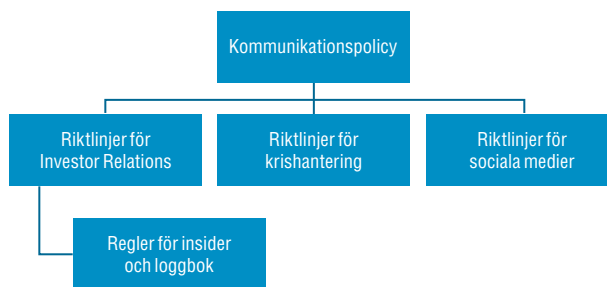 Kommunikationspolicy
Riktlinjer för
Investor Relations
Riktlinjer för
krishantering
Riktlinjer för
sociala medier
Regler för insider
och loggbok